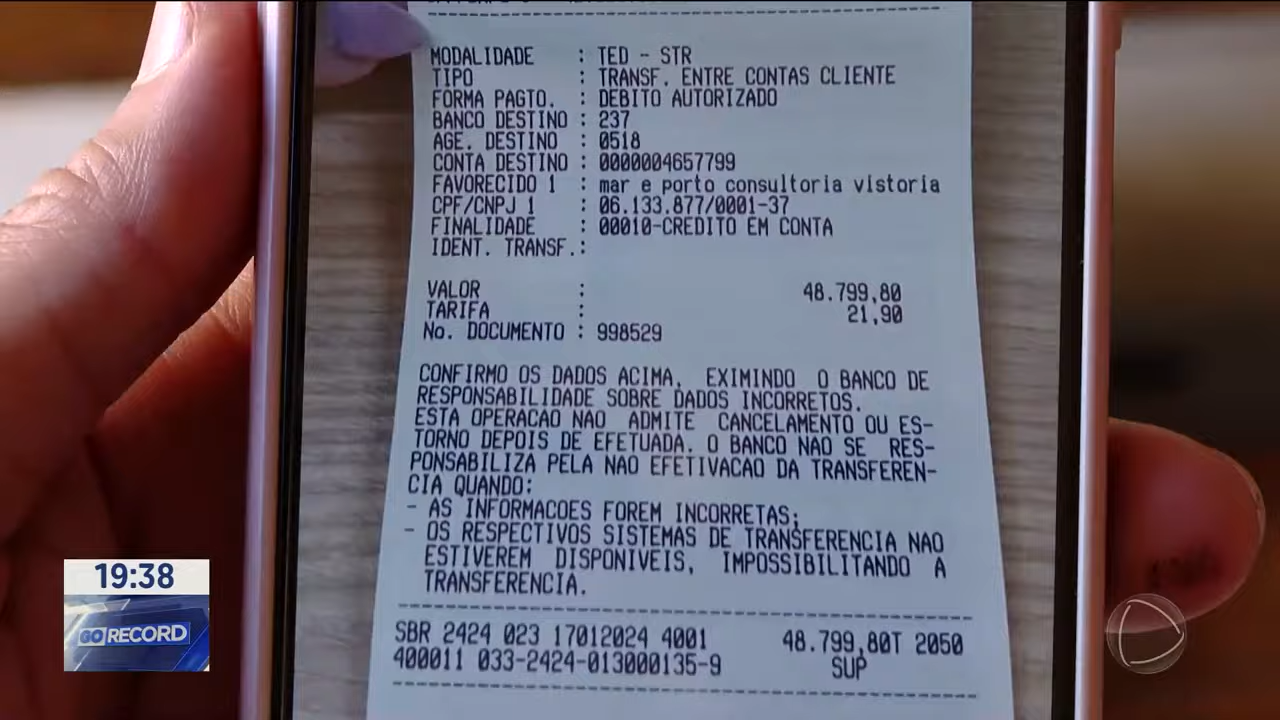 MODALIDADE : TED - STR
TIPO : TRANSF. ENTRE CONTAS CLIENTE
FORMA PAGTO. : DEBITO AUTORIZADO
BANCO DESTINO : 237
AGE. DESTINO : 0518
CONTA DESTINO : 0000004657799
FAVORECIDO 1 : mar e porto consultoria vistoria
CPF/CNPJ 1 : 06.133.877/0001-37
FINALIDADE : 00010-CREDITO EM CONTA
IDENT. TRANSF.:
VALOR : 48.799,80
TARIFA : 21,90
No. DOCUMENTO : 998529
CONFIRMO OS DADOS ACIMA, EXIMINDO O BANCO DE
RESPONSABILIDADE SOBRE DADOS INCORRETOS.
ESTA OPERACAO NAO ADMITE CANCELAMENTO OU ES-
TORNO DEPOIS DE EFETUADA. O BANCO NAO SE RES-
PONSABILIZA PELA NAO EFETIVACAO DA TRANSFEREN-
CIA QUANDO:
- AS INFORMACOES FOREM INCORRETAS;
- OS RESPECTIVOS SISTEMAS DE TRANSFERENCIA NAO
ESTIVEREM DISPONIVEIS, IMPOSSIBILITANDO A
TRANSFERENCIA.
SBR 2424 023 17012024 4001 48.799,80T 2050
400011 033-2424-013000135-9 SUP
19:38
GO RECORD